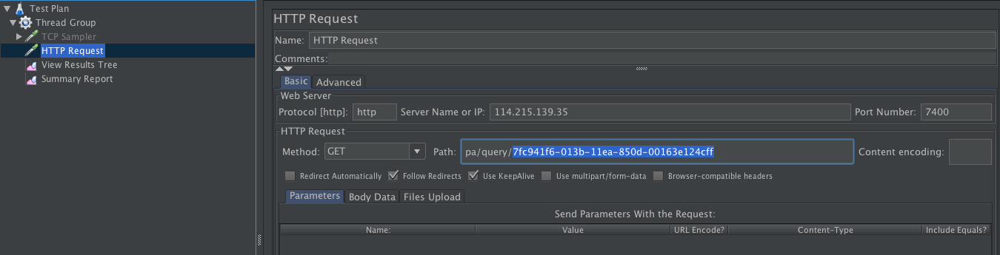 Test Plan
Thread Group
TCP Sampler
HTTP Request
View Results Tree
Summary Report
HTTP Request
Name: HTTP Request
Comments:
Basic Advanced
Web Server
Protocol [http]: http Server Name or IP: 114.215.139.35 Port Number: 7400
HTTP Request
Method: GET Path: pa/query/7fc941f6-013b-11ea-850d-00163e124cff Content encoding:
Redirect Automatically Follow Redirects Use KeepAlive Use multipart/form-data Browser-compatible headers
Parameters Body Data Files Upload
Send Parameters With the Request:
Name: Value URL Encode? Content-Type Include Equals?